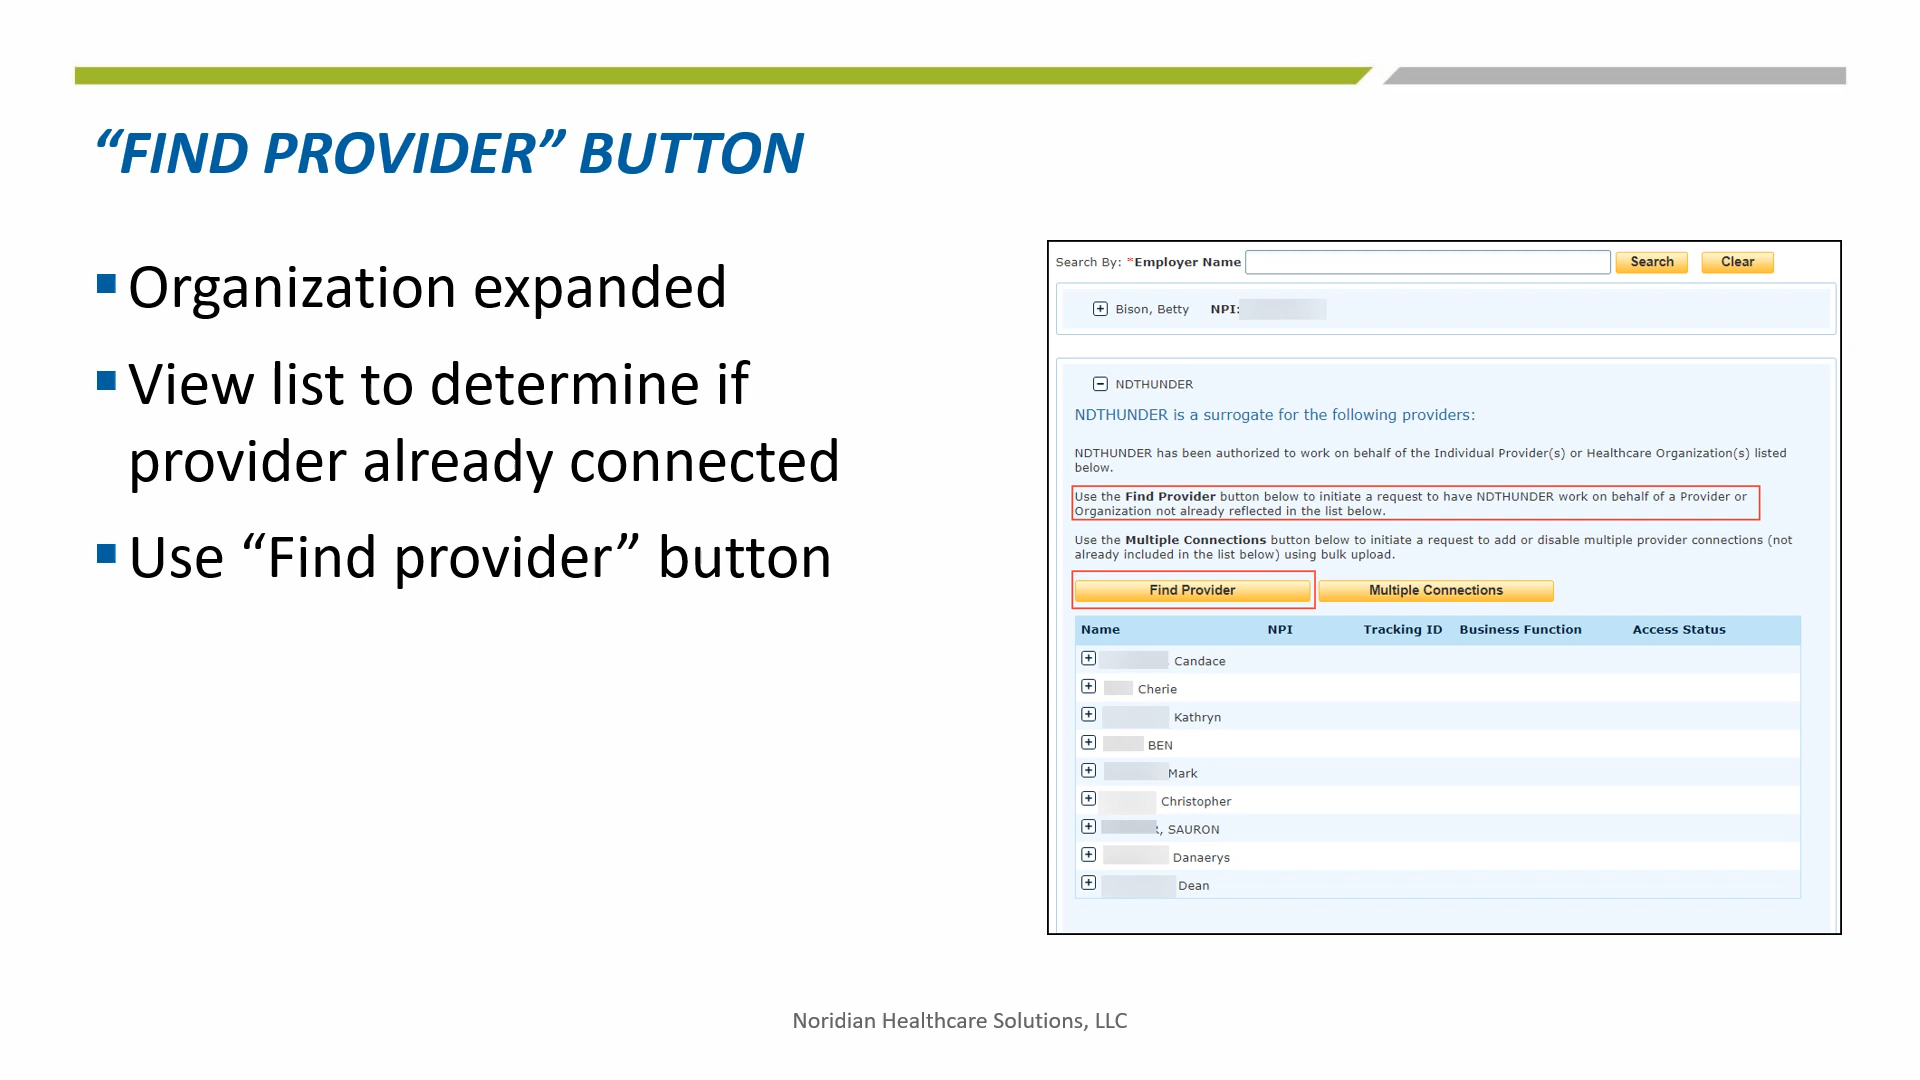 “FIND PROVIDER” BUTTON
Organization expanded
View list to determine if
provider already connected
Use “Find provider” button
Search By: *Employer Name Search Clear
Bison, Betty NPI:
NDTHUNDER
NDTHUNDER is a surrogate for the following providers:
NDTHUNDER has been authorized to work on behalf of the Individual Provider(s) or Healthcare Organization(s) listed
below.
Use the Find Provider button below to initiate a request to have NDTHUNDER work on behalf of a Provider or
Organization not already reflected in the list below.
Use the Multiple Connections button below to initiate a request to add or disable multiple provider connections (not
already included in the list below) using bulk upload.
Find Provider Multiple Connections
Name NPI Tracking ID Business Function Access Status
Candace
Cherie
Kathryn
BEN
Mark
Christopher
, SAURON
Danaerys
Dean
Noridian Healthcare Solutions, LLC